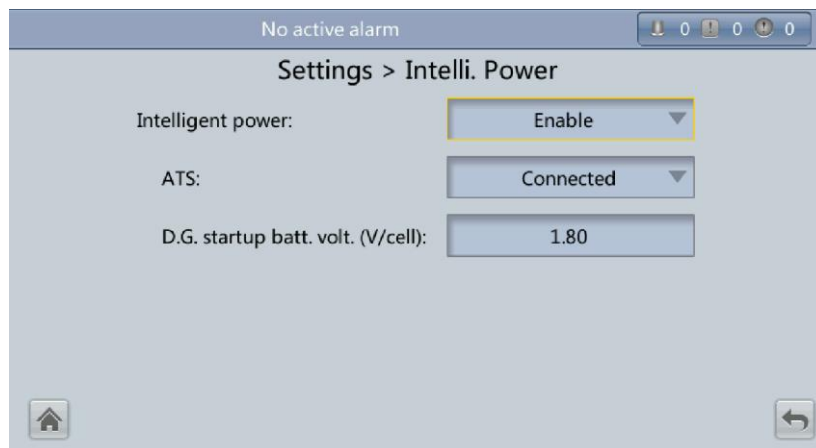 No active alarm 0 0 0
Settings > Intelli. Power
Intelligent power: Enable
ATS: Connected
D.G. startup batt. volt. (V/cell): 1.80